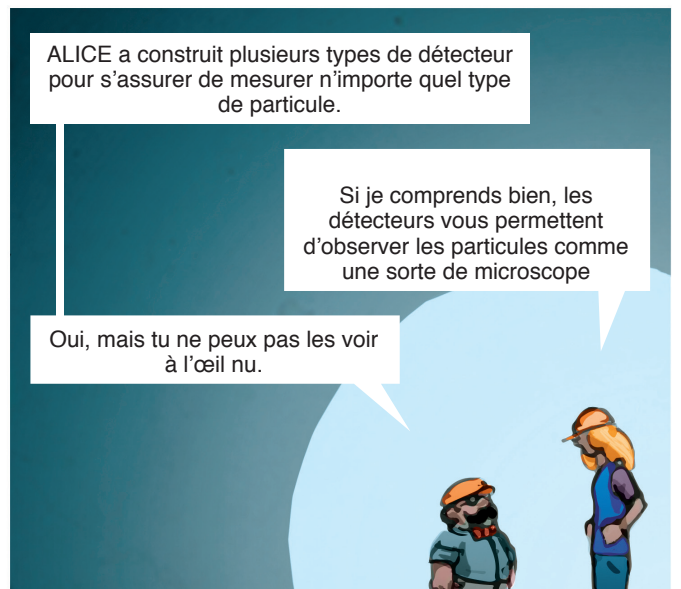 ALICE a construit plusieurs types de détecteur
pour s'assurer de mesurer n'importe quel type
de particule.
Si je comprends bien, les
détecteurs vous permettent
d'observer les particules comme
une sorte de microscope
Oui, mais tu ne peux pas les voir
à l'œil nu.